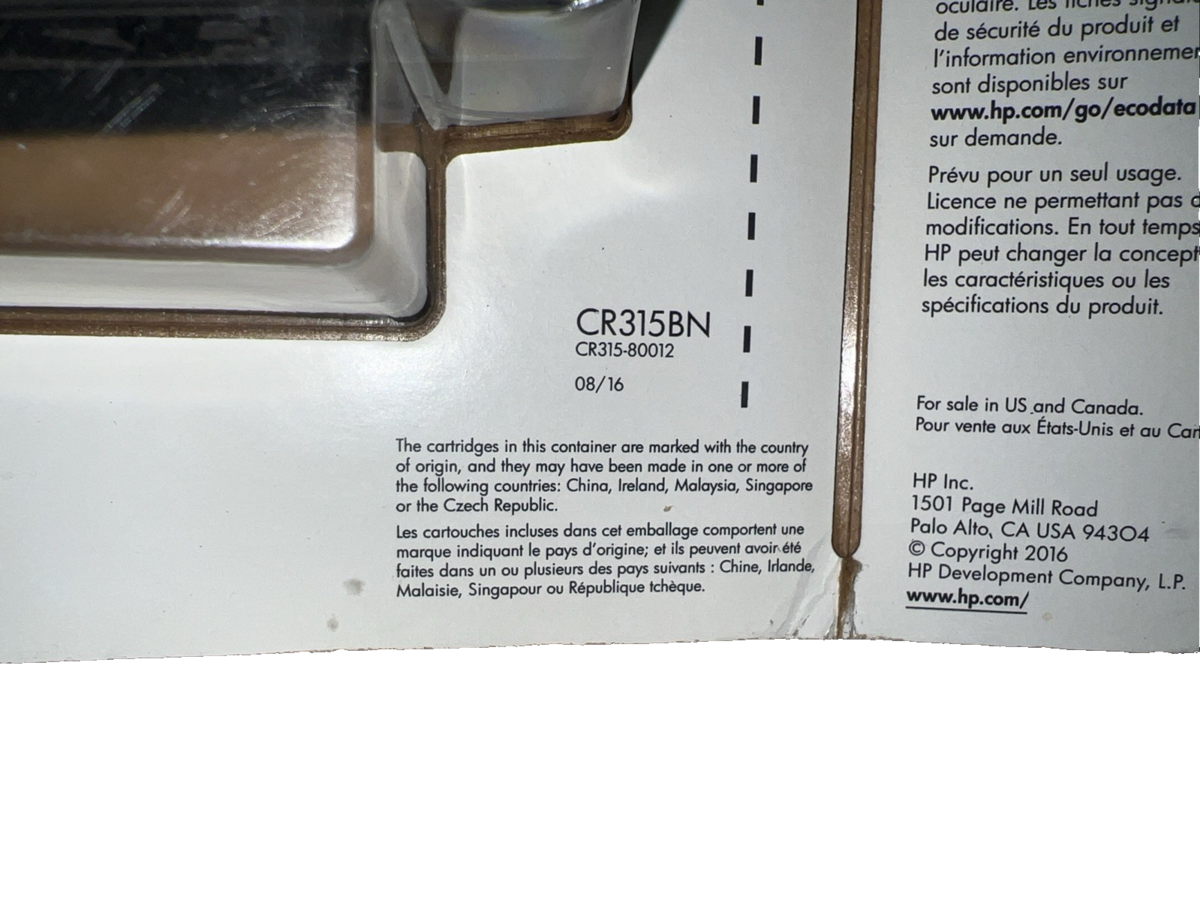 CR315BN
CR315-80012
08/16
The cartridges in this container are marked with the country
of origin, and they may have been made in one or more of
the following countries: China, Ireland, Malaysia, Singapore
or the Czech Republic.
Les cartouches incluses dans cet emballage comportent une
marque indiquant le pays d'origine; et ils peuvent avoir été
faites dans un ou plusieurs des pays suivants : Chine, Irlande,
Malaisie, Singapour ou République tchèque.
oculaire. Les fiches
de sécurité du produit et
l'information
sont disponibles sur
www.hp.com/go/ecodata
sur demande.
Prévu pour un seul usage.
Licence ne permettant pas
modifications. En tout temps
HP peut changer la
les caractéristiques ou les
spécifications du produit.
For sale in US and Canada.
Pour vente aux États-Unis et au
HP Inc.
1501 Page Mill Road
Palo Alto, CA USA 94304
© Copyright 2016
HP Development Company, L.P.
www.hp.com/